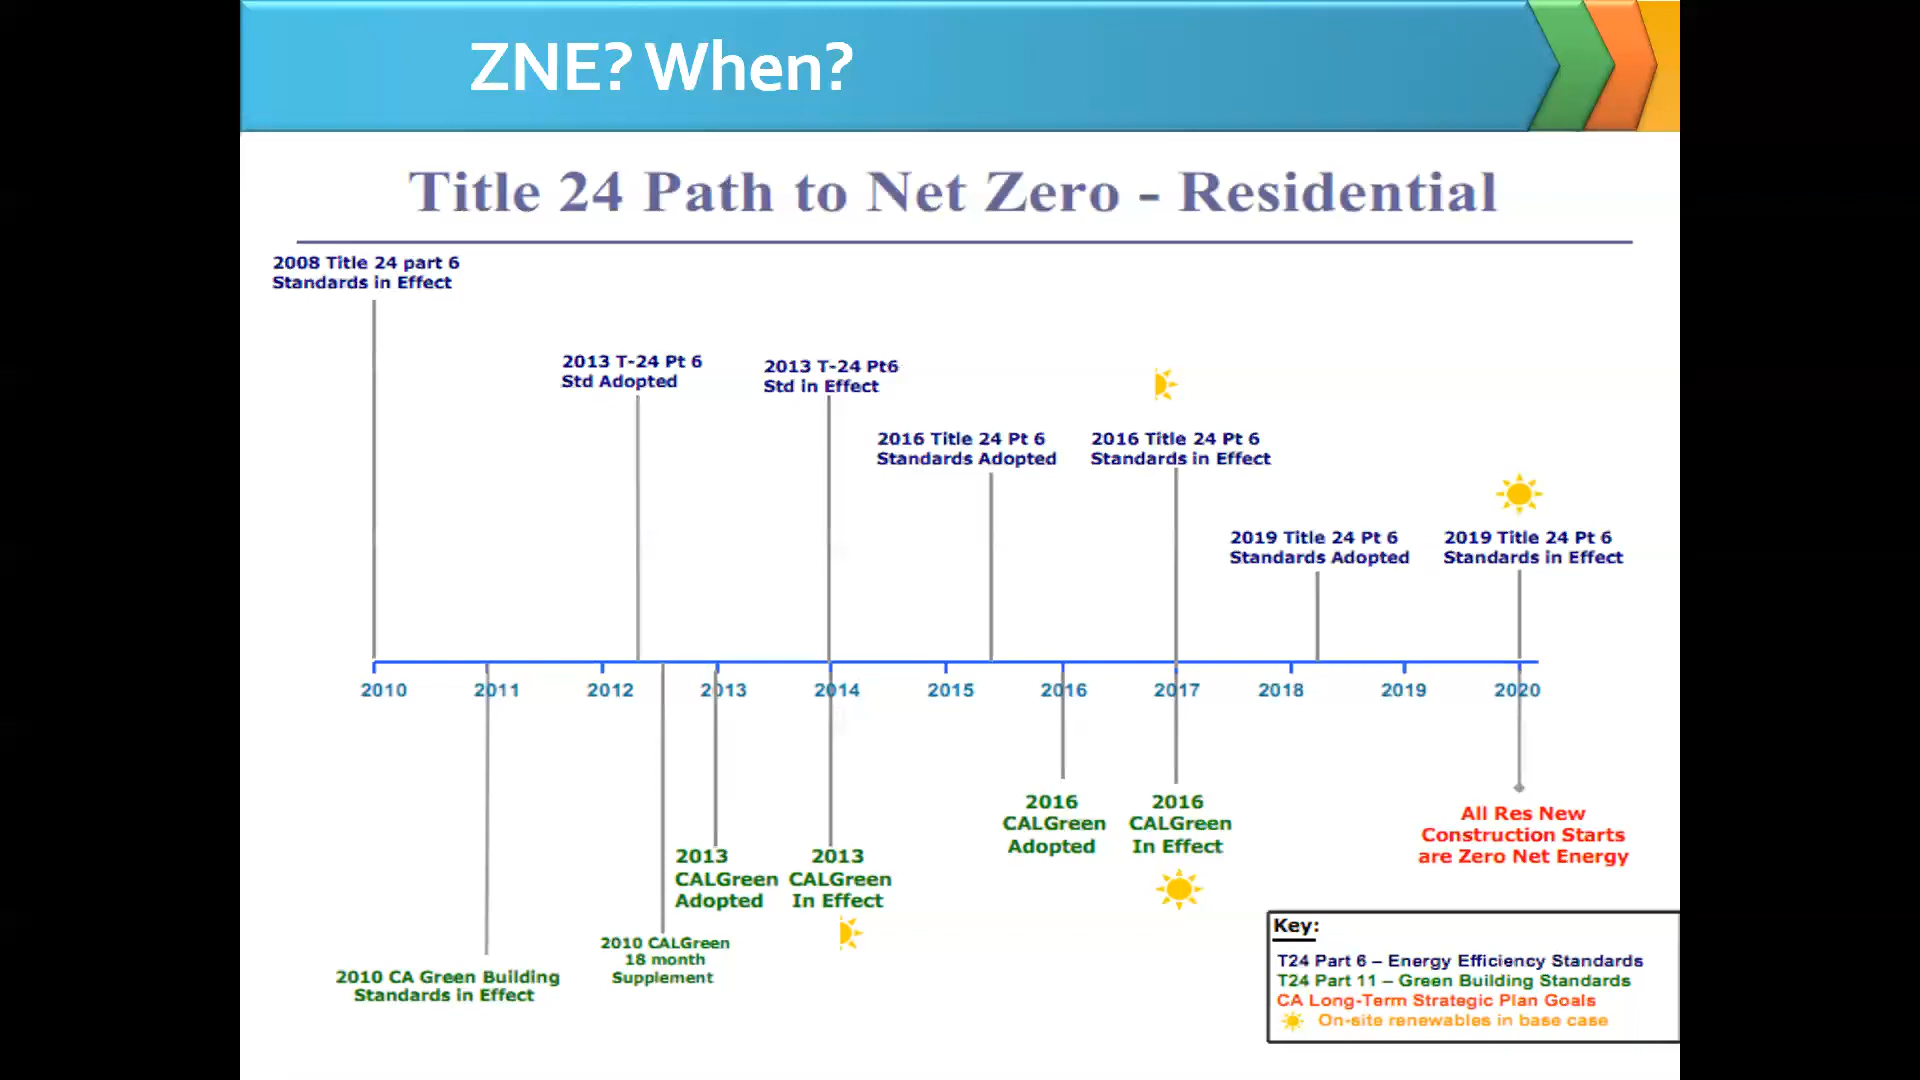 ZNE? When?
Title 24 Path to Net Zero - Residential
2008 Title 24 part 6
Standards in Effect
2013 T-24 Pt 6
Std Adopted
2013 T-24 Pt6
Std in Effect
2016 Title 24 Pt 6
Standards Adopted
2016 Title 24 Pt 6
Standards in Effect
2019 Title 24 Pt 6
Standards Adopted
2019 Title 24 Pt 6
Standards in Effect
2010 2011 2012 2013 2014 2015 2016 2017 2018 2019 2020
2010 CA Green Building
Standards in Effect
2010 CALGreen
18 month
Supplement
2013
CALGreen
Adopted
2013
CALGreen
In Effect
2016
CALGreen
Adopted
2016
CALGreen
In Effect
All Res New
Construction Starts
are Zero Net Energy
Key:
T24 Part 6 – Energy Efficiency Standards
T24 Part 11 – Green Building Standards
CA Long-Term Strategic Plan Goals
On-site renewables in base case